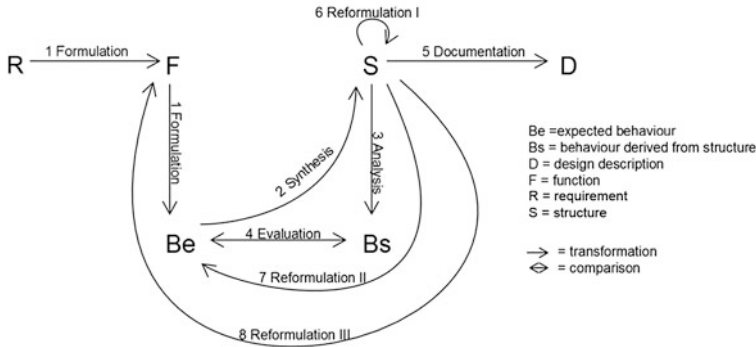 6 Reformulation I
R
1 Formulation
F
S
5 Documentation
D
1 Formulation
2 Synthesis
3 Analysis
Be =expected behaviour
Bs = behaviour derived from structure
D = design description
F = function
R = requirement
S = structure
Be
4 Evaluation
Bs
= transformation
= comparison
7 Reformulation II
8 Reformulation III